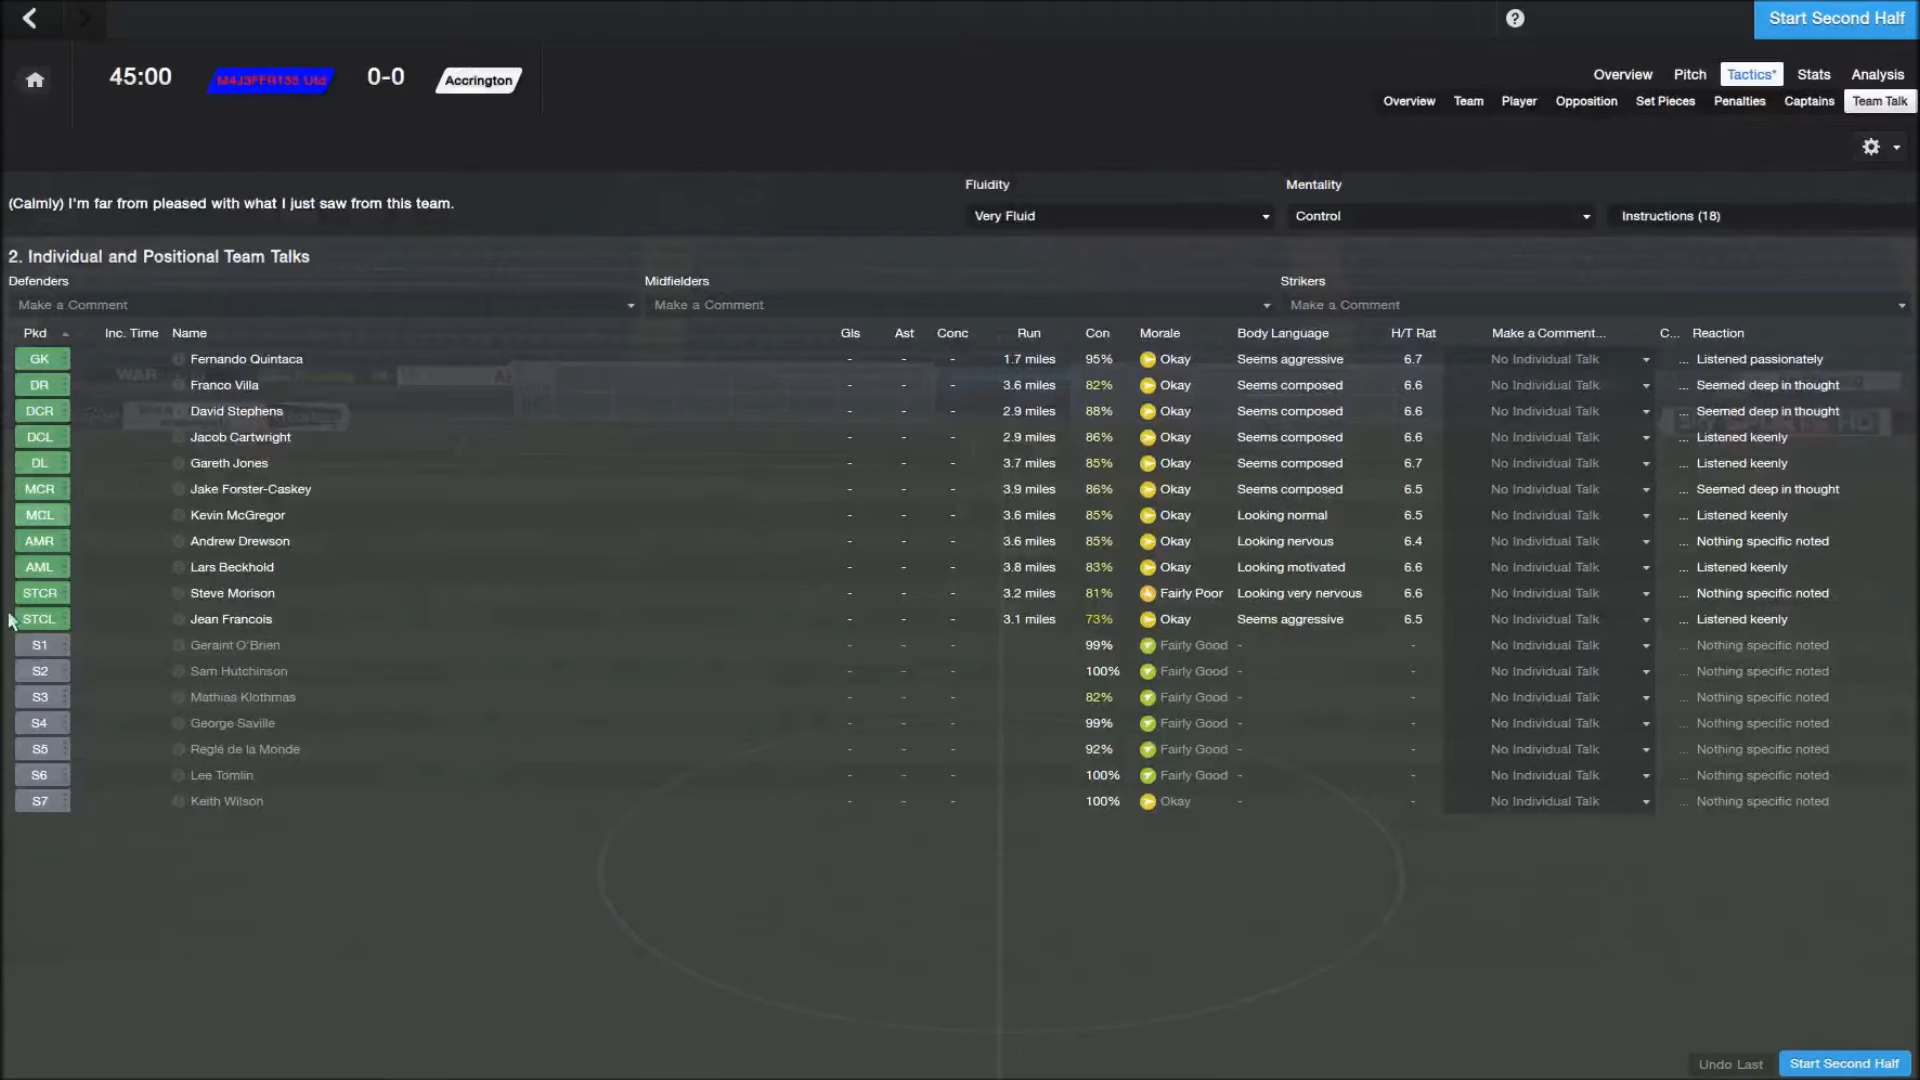 Start Second Half
45:00 M4J3FFR133 Utd 0-0 Accrington
Overview Pitch Tactics* Stats Analysis
Overview Team Player Opposition Set Pieces Penalties Captains Team Talk
Fluidity Mentality
(Calmly) I'm far from pleased with what I just saw from this team.
Very Fluid Control Instructions (18)
2. Individual and Positional Team Talks
Defenders Midfielders Strikers
Make a Comment Make a Comment Make a Comment
Pkd Inc. Time Name Gls Ast Conc Run Con Morale Body Language H/T Rat Make a Comment... C... Reaction
GK Fernando Quintaca - - - 1.7 miles 95% Okay Seems aggressive 6.7 No Individual Talk ... Listened passionately
DR Franco Villa - - - 3.6 miles 82% Okay Seems composed 6.6 No Individual Talk ... Seemed deep in thought
DCR David Stephens - - - 2.9 miles 88% Okay Seems composed 6.6 No Individual Talk ... Seemed deep in thought
DCL Jacob Cartwright - - - 2.9 miles 86% Okay Seems composed 6.6 No Individual Talk ... Listened keenly
DL Gareth Jones - - - 3.7 miles 85% Okay Seems composed 6.7 No Individual Talk ... Listened keenly
MCR Jake Forster-Caskey - - - 3.9 miles 86% Okay Seems composed 6.5 No Individual Talk ... Seemed deep in thought
MCL Kevin McGregor - - - 3.6 miles 85% Okay Looking normal 6.5 No Individual Talk ... Listened keenly
AMR Andrew Drewson - - - 3.6 miles 85% Okay Looking nervous 6.4 No Individual Talk ... Nothing specific noted
AML Lars Beckhold - - - 3.8 miles 83% Okay Looking motivated 6.6 No Individual Talk ... Listened keenly
STCR Steve Morison - - - 3.2 miles 81% Fairly Poor Looking very nervous 6.6 No Individual Talk ... Nothing specific noted
STCL Jean Francois - - - 3.1 miles 73% Okay Seems aggressive 6.5 No Individual Talk ... Listened keenly
S1 Geraint O'Brien - - - 99% Fairly Good - - No Individual Talk ... Nothing specific noted
S2 Sam Hutchinson - - - 100% Fairly Good - - No Individual Talk ... Nothing specific noted
S3 Mathias Klothmas - - - 82% Fairly Good - - No Individual Talk ... Nothing specific noted
S4 George Saville - - - 99% Fairly Good - - No Individual Talk ... Nothing specific noted
S5 Reglé de la Monde - - - 92% Fairly Good - - No Individual Talk ... Nothing specific noted
S6 Lee Tomlin - - - 100% Fairly Good - - No Individual Talk ... Nothing specific noted
S7 Keith Wilson - - - 100% Okay - - No Individual Talk ... Nothing specific noted
Undo Last Start Second Half